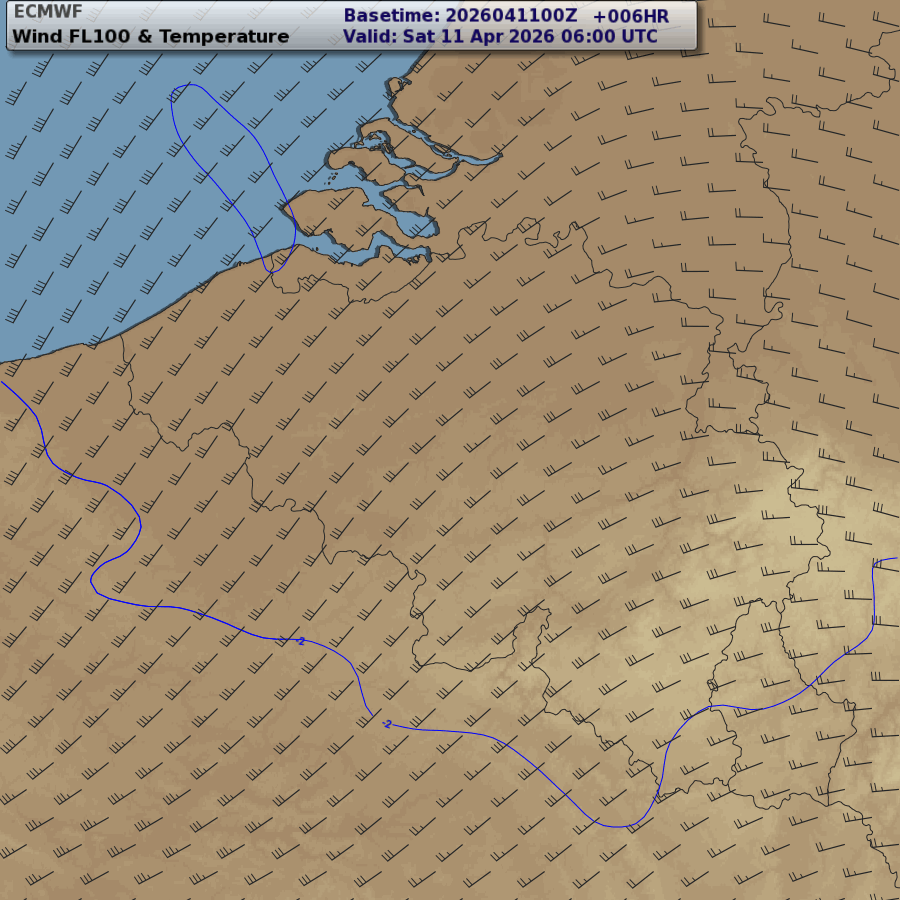 ECMWF
Basetime: 2026041100Z +006HR
Wind FL100 & Temperature
Valid: Sat 11 Apr 2026 06:00 UTC
-2
-2